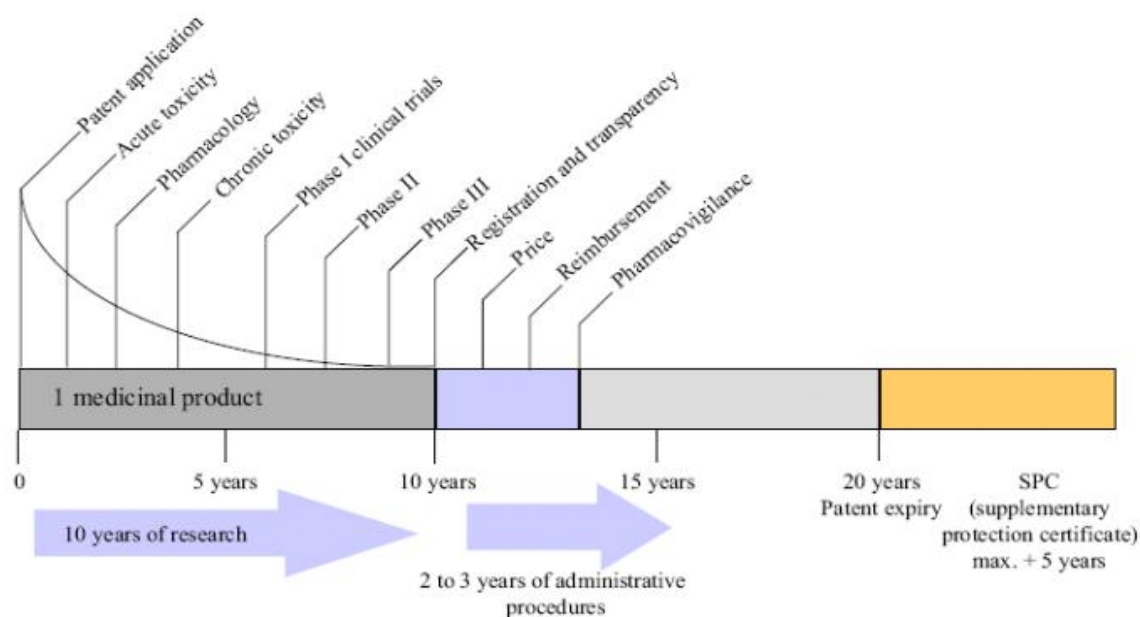 Patent application
Acute toxicity
Pharmacology
Chronic toxicity
Phase I clinical trials
Phase II
Phase III
Registration and transparency
Price
Reimbursement
Pharmacovigilance
1 medicinal product
0
5 years
10 years
15 years
20 years
Patent expiry
SPC
(supplementary
protection certificate)
max. + 5 years
10 years of research
2 to 3 years of administrative
procedures